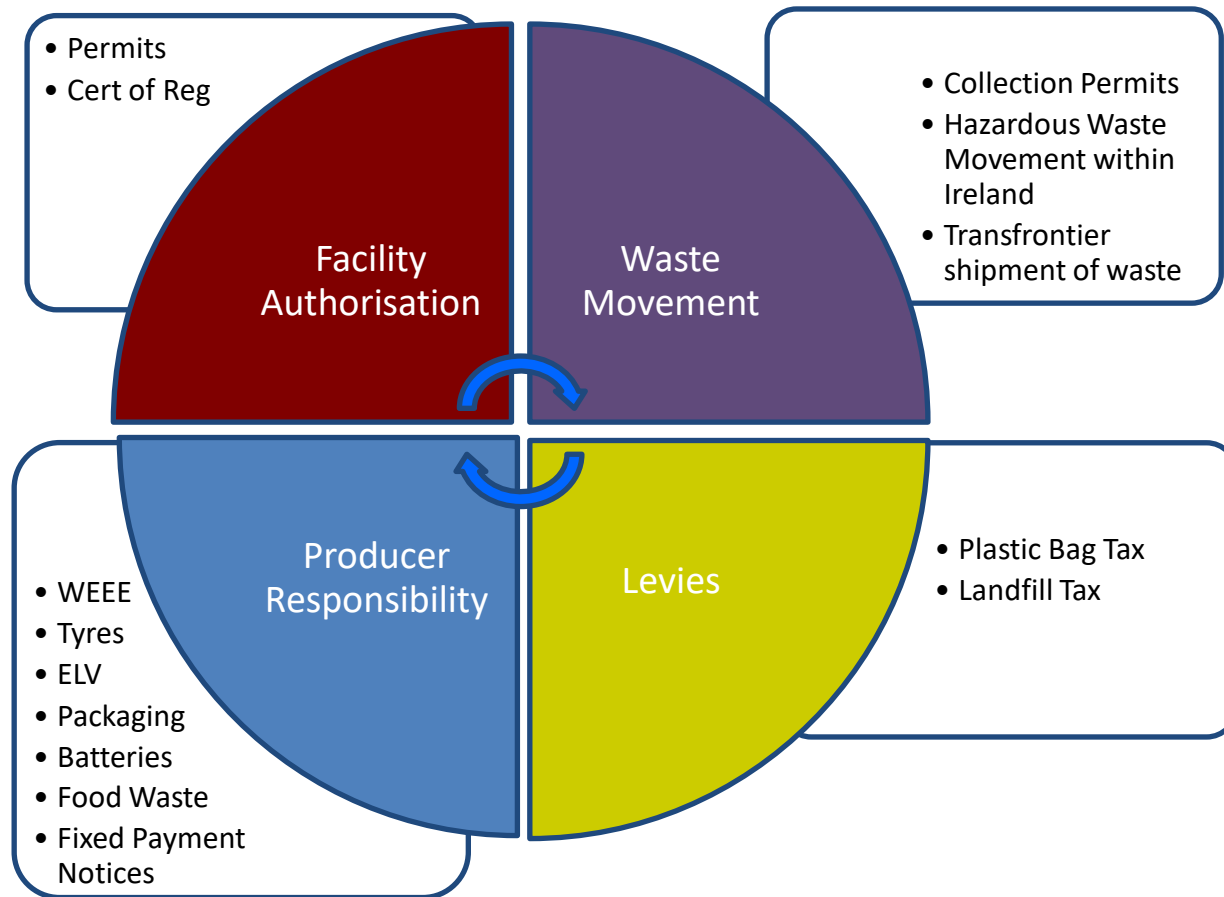 • Permits
• Cert of Reg
Facility
Authorisation
Waste
Movement
• Collection Permits
• Hazardous Waste
Movement within
Ireland
• Transfrontier
shipment of waste
Producer
Responsibility
• WEEE
• Tyres
• ELV
• Packaging
• Batteries
• Food Waste
• Fixed Payment
Notices
Levies
• Plastic Bag Tax
• Landfill Tax